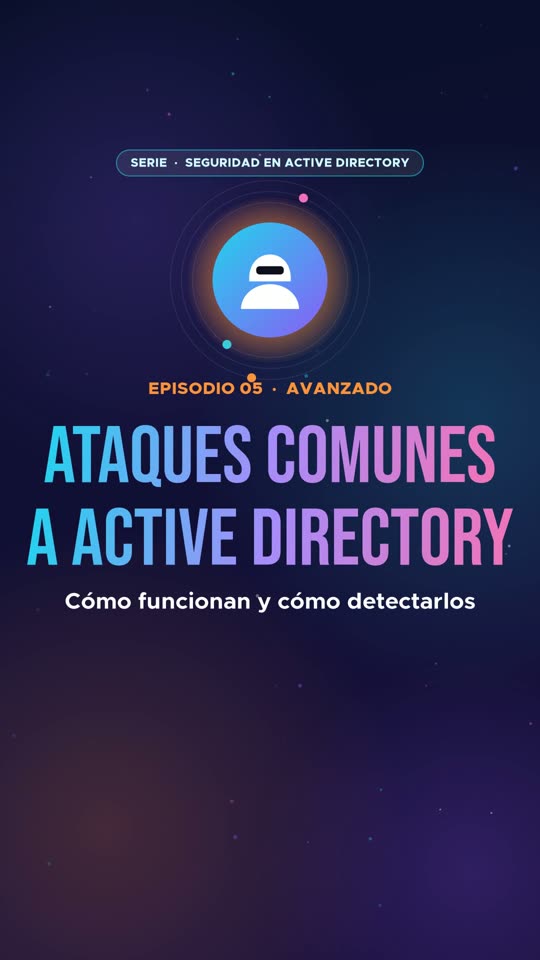 SERIE · SEGURIDAD EN ACTIVE DIRECTORY
EPISODIO 05 · AVANZADO
ATAQUES COMUNES
A ACTIVE DIRECTORY
Cómo funcionan y cómo detectarlos